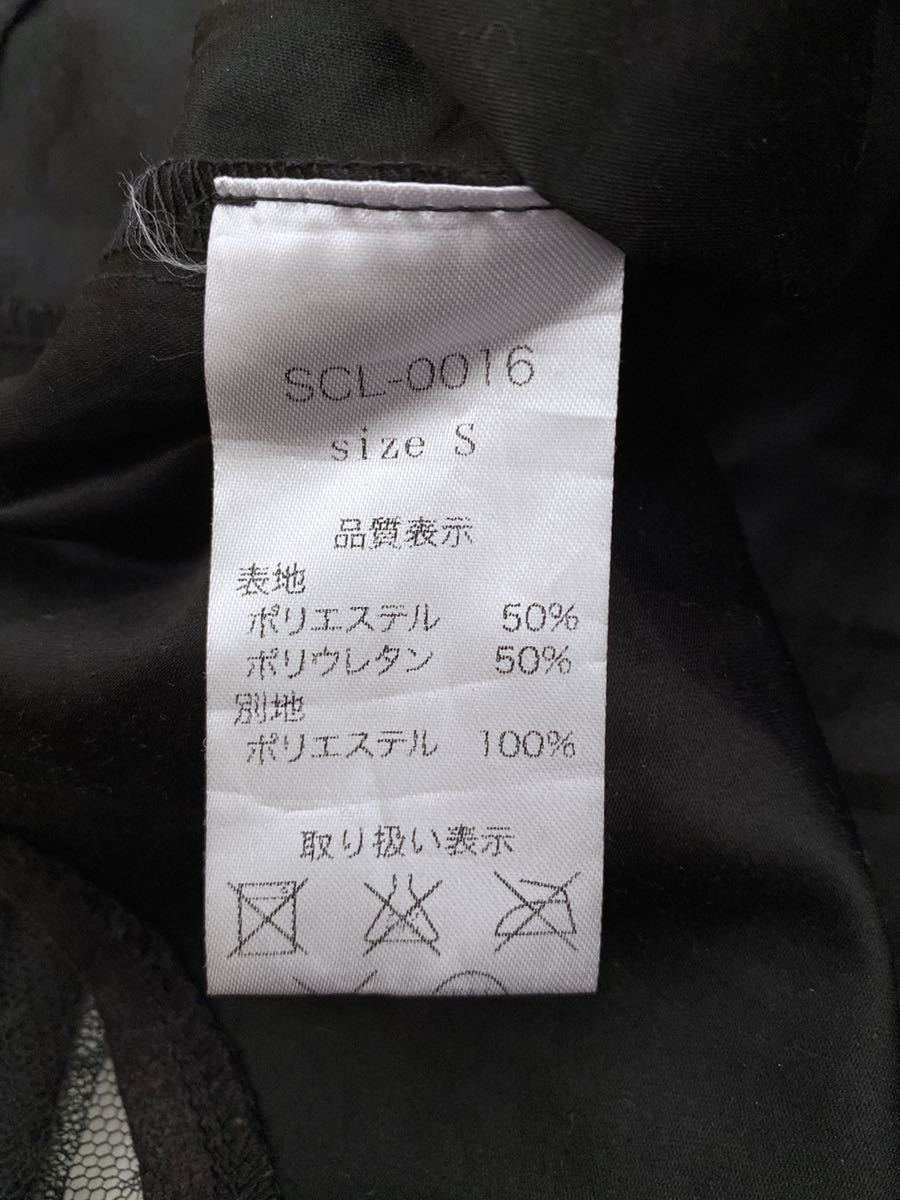 SCL-0016
size S
品質表示
表地
ポリエステル 50%
ポリウレタン 50%
別地
ポリエステル 100%
取り扱い表示